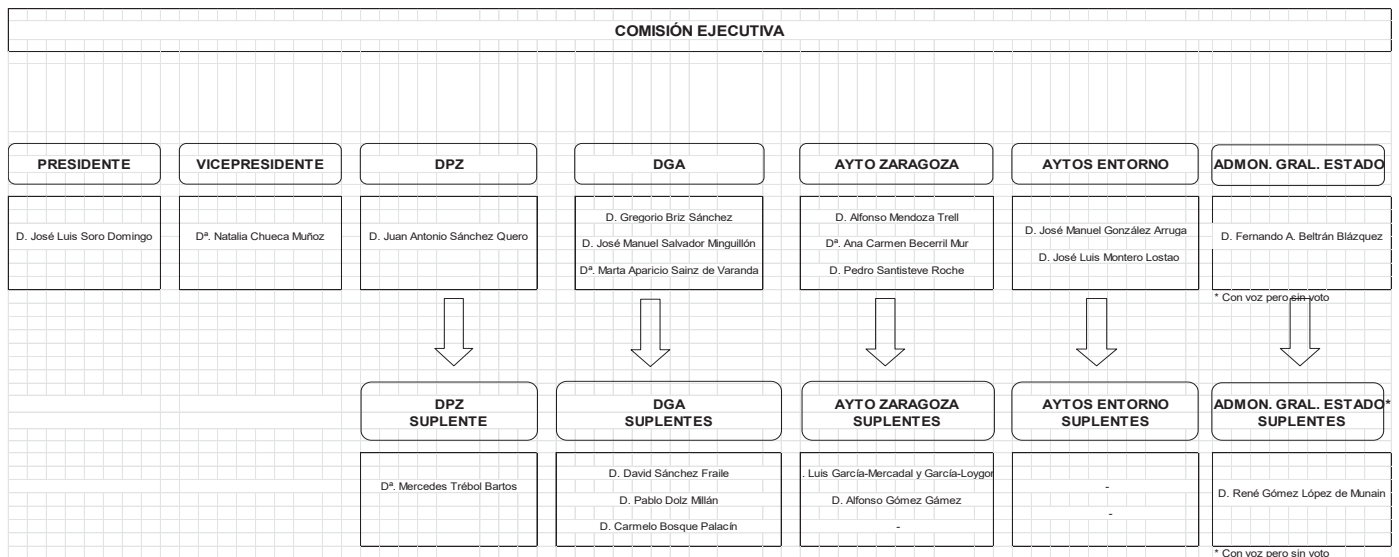 COMISIÓN EJECUTIVA
PRESIDENTE
VICEPRESIDENTE
DPZ
DGA
AYTO ZARAGOZA
AYTOS ENTORNO
ADMON. GRAL. ESTADO
D. José Luis Soro Domingo
Dª. Natalia Chueca Muñoz
D. Juan Antonio Sánchez Quero
D. Gregorio Briz Sánchez
D. José Manuel Salvador Minguillón
Dª. Marta Aparicio Sainz de Varanda
D. Alfonso Mendoza Trell
Dª. Ana Carmen Becerril Mur
D. Pedro Santisteve Roche
D. José Manuel González Arruga
D. José Luis Montero Lostao
D. Fernando A. Beltrán Blázquez
* Con voz pero sin voto
DPZ
SUPLENTE
DGA
SUPLENTES
AYTO ZARAGOZA
SUPLENTES
AYTOS ENTORNO
SUPLENTES
ADMON. GRAL. ESTADO*
SUPLENTES
Dª. Mercedes Trébol Bartos
D. David Sánchez Fraile
D. Pablo Dolz Millán
D. Carmelo Bosque Palacín
. Luis García-Mercadal y García-Loygor
D. Alfonso Gómez Gámez
-
-
-
D. René Gómez López de Munain
* Con voz pero sin voto